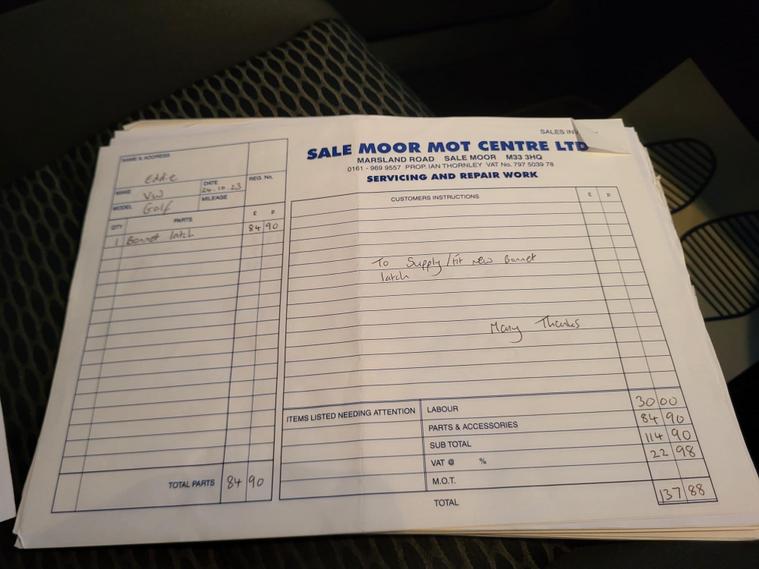 SALES INV
SALE MOOR MOT CENTRE LTD
MARSLAND ROAD SALE MOOR M33 3HQ
0161 - 969 9557 PROP. IAN THORNLEY VAT No. 797 5039 78
SERVICING AND REPAIR WORK
NAME & ADDRESS
Eddie
MAKE VW DATE 24.10.23 REG. No.
MODEL Golf MILEAGE
QTY PARTS £ P
1 Bonnet latch 84 90
TOTAL PARTS 84 90
CUSTOMERS INSTRUCTIONS £ P
To Supply/fit new Bonnet
latch
Many Thanks
ITEMS LISTED NEEDING ATTENTION
LABOUR 30 00
PARTS & ACCESSORIES 84 90
SUB TOTAL 114 90
VAT @ % 22 98
M.O.T.
TOTAL 137 88